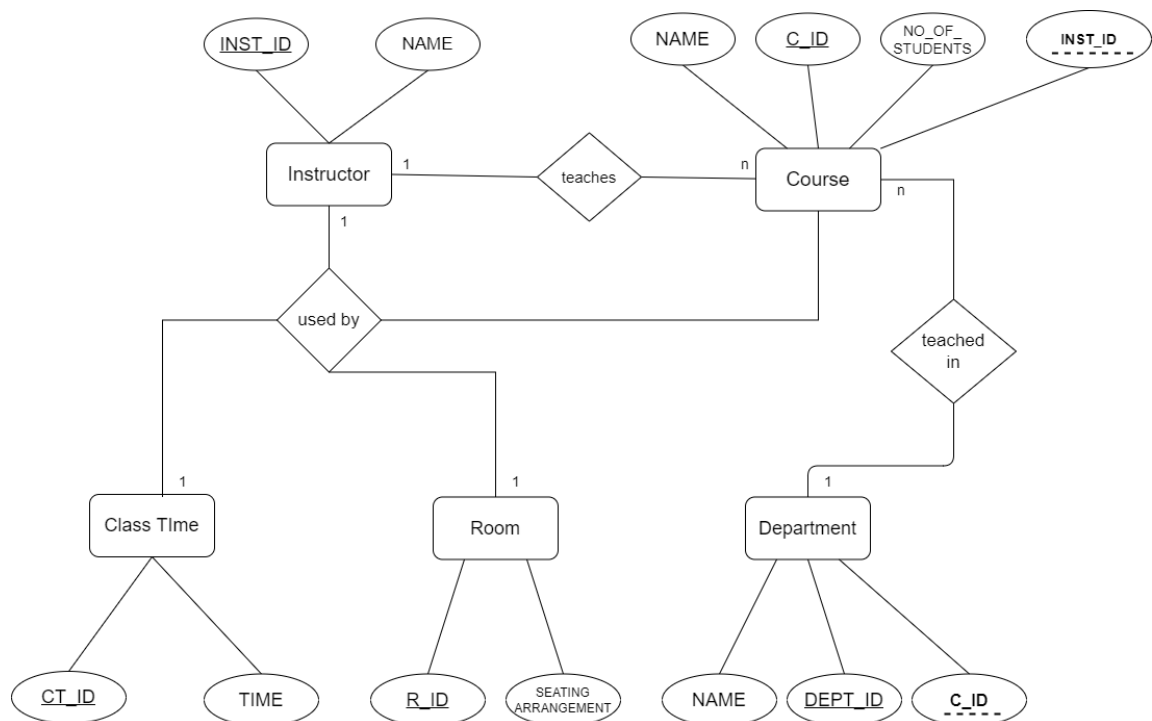 INST_ID
NAME
NAME
C_ID
NO_OF_
STUDENTS
INST_ID
Instructor
1
teaches
n
Course
n
1
used by
teached
in
1
1
1
Class TIme
Room
Department
CT_ID
TIME
R_ID
SEATING
ARRANGEMENT
NAME
DEPT_ID
C_ID